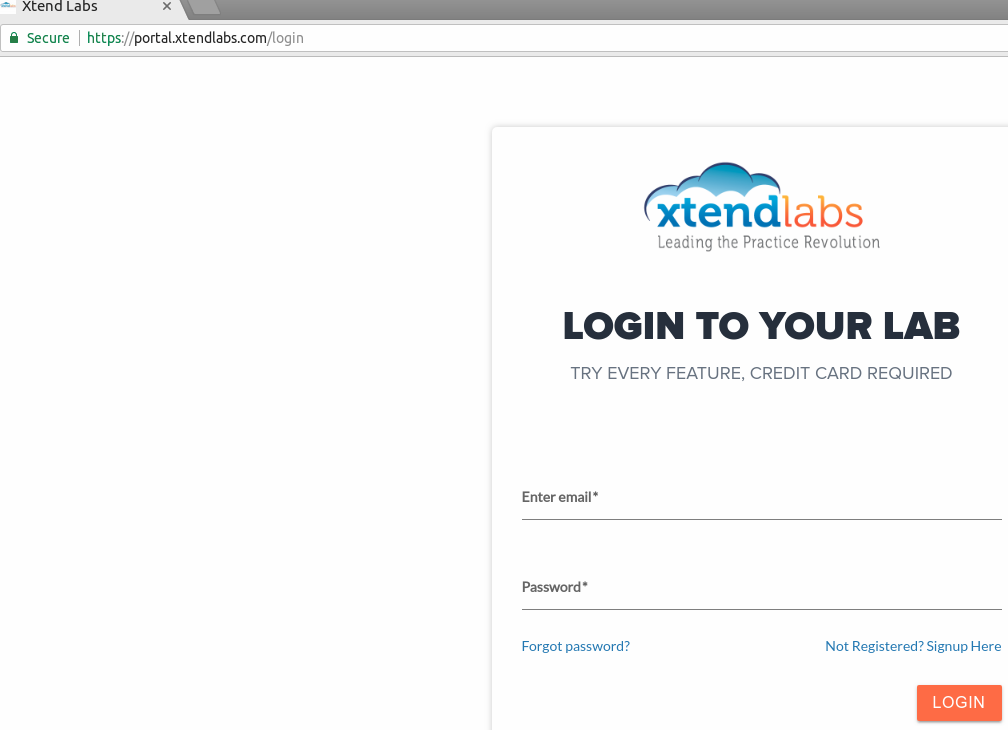 Xtend Labs
Secure https://portal.xtendlabs.com/login
xtendlabs
Leading the Practice Revolution
LOGIN TO YOUR LAB
TRY EVERY FEATURE, CREDIT CARD REQUIRED
Enter email*
Password*
Forgot password? Not Registered? Signup Here
LOGIN